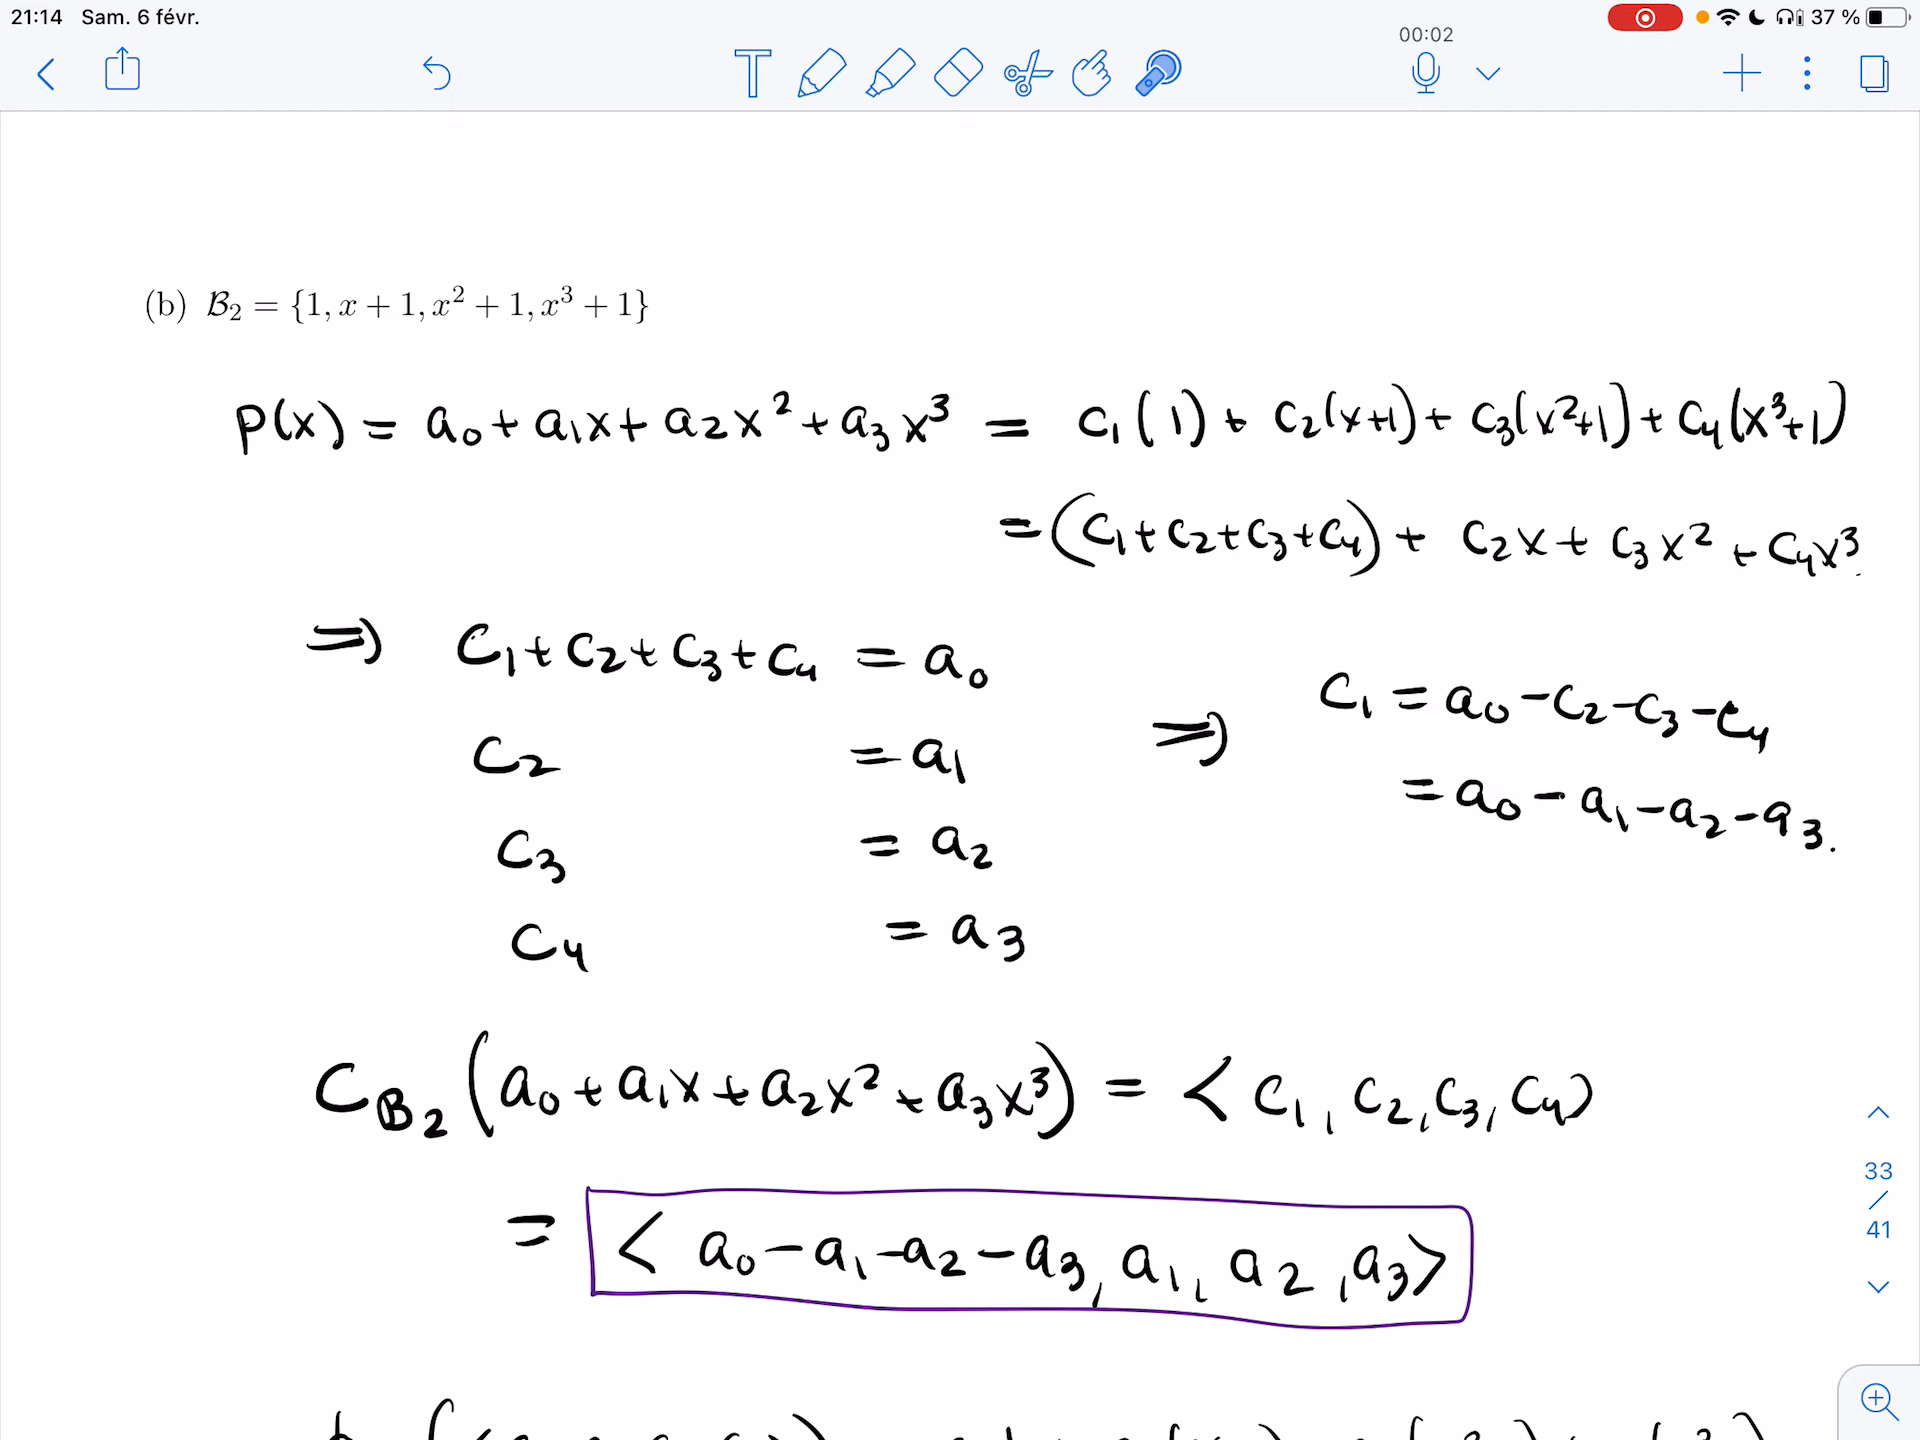 21:14 Sam. 6 févr.
37 %
00:02
(b) B₂ = {1, x + 1, x² + 1, x³ + 1}
P(x) = a₀ + a₁x + a₂x² + a₃x³ = c₁(1) + c₂(x+1) + c₃(x²+1) + c₄(x³+1)
= (c₁+c₂+c₃+c₄) + c₂x + c₃x² + c₄x³.
⇒ c₁ + c₂ + c₃ + c₄ = a₀
c₂ = a₁
c₃ = a₂
c₄ = a₃
⇒ c₁ = a₀ - c₂ - c₃ - c₄
= a₀ - a₁ - a₂ - a₃.
C_B₂ (a₀ + a₁x + a₂x² + a₃x³) = < c₁, c₂, c₃, c₄ >
= < a₀ - a₁ - a₂ - a₃, a₁, a₂, a₃ >
33
/
41